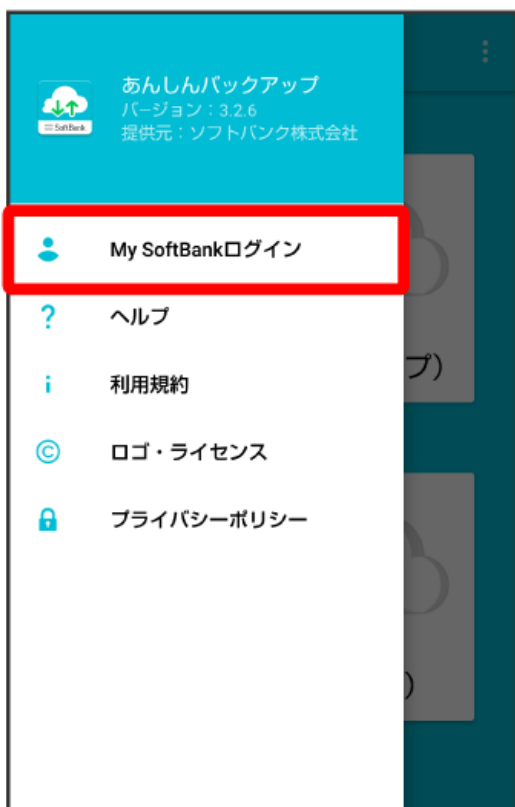 あんしんバックアップ
バージョン：3.2.6
提供元：ソフトバンク株式会社
SoftBank
My SoftBankログイン
? ヘルプ
i 利用規約
© ロゴ・ライセンス
プライバシーポリシー
プ）
）